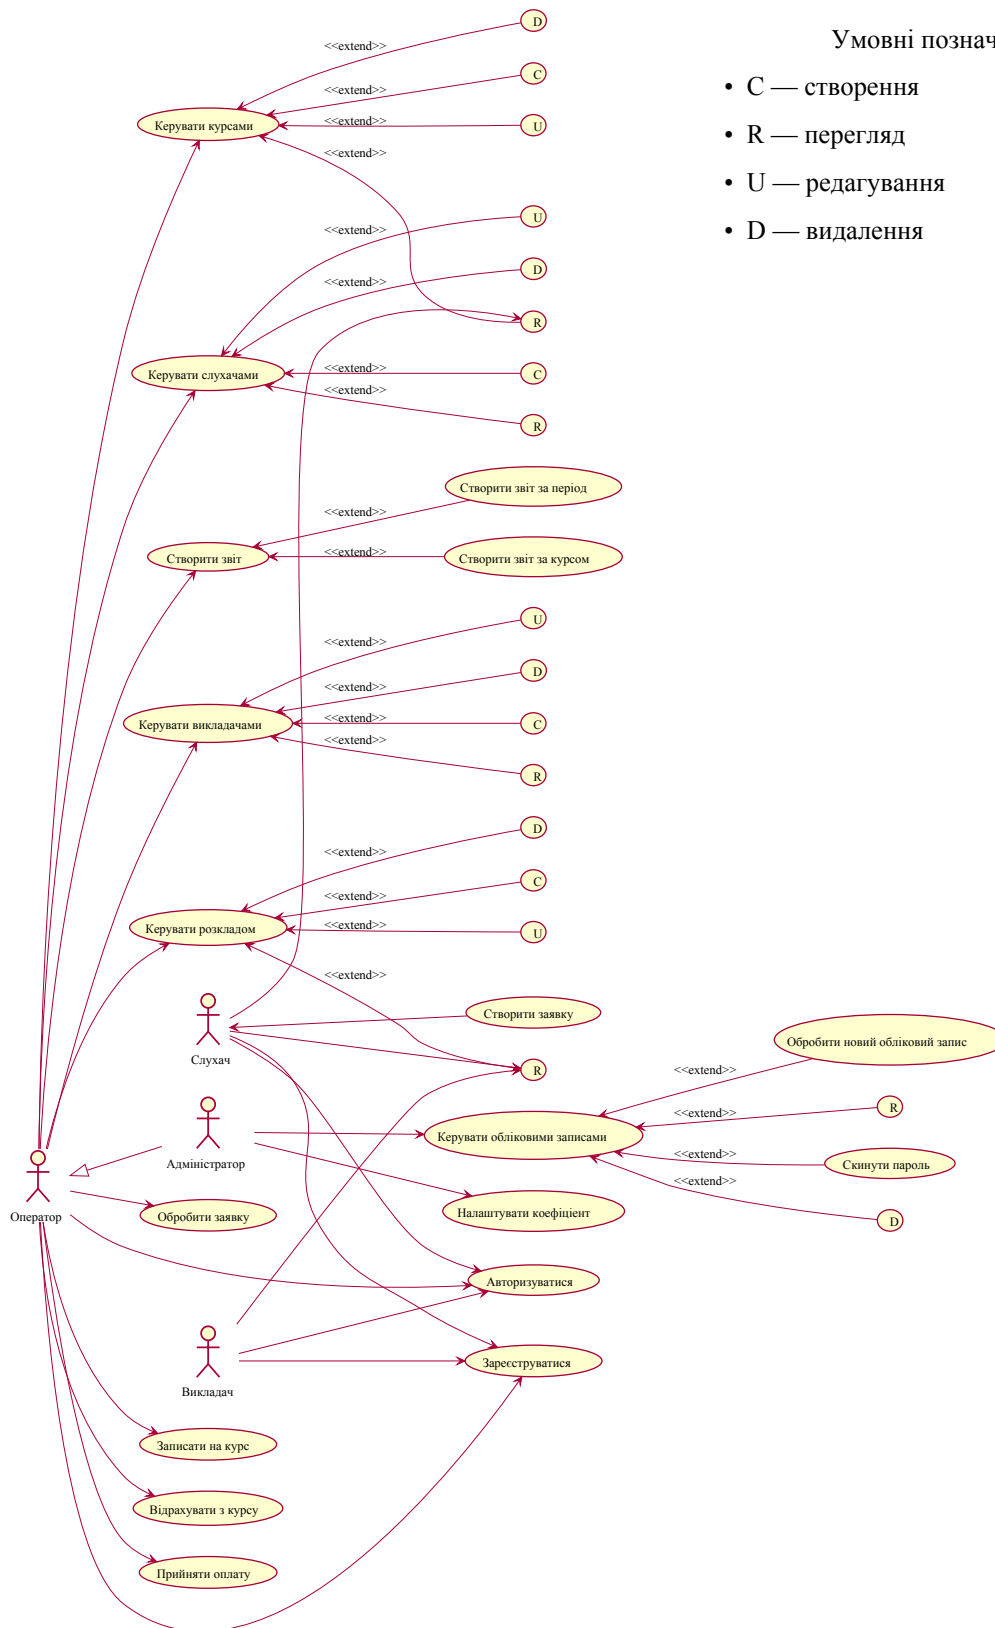 Умовні познач
• C — створення
• R — перегляд
• U — редагування
• D — видалення
D
<<extend>>
C
<<extend>>
Керувати курсами
<<extend>>
U
<<extend>>
U
<<extend>>
D
<<extend>>
R
Керувати слухачами
<<extend>>
C
<<extend>>
R
Створити звіт за період
<<extend>>
Створити звіт
<<extend>>
Створити звіт за курсом
U
<<extend>>
D
<<extend>>
Керувати викладачами
<<extend>>
C
<<extend>>
R
D
<<extend>>
C
<<extend>>
Керувати розкладом
<<extend>>
U
<<extend>>
Створити заявку
Слухач
R
Обробити новий обліковий запис
<<extend>>
R
<<extend>>
Керувати обліковими записами
<<extend>>
Скинути пароль
<<extend>>
D
Адміністратор
Оператор
Обробити заявку
Налаштувати коефіцієнт
Авторизуватися
Викладач
Зареєструватися
Записати на курс
Відрахувати з курсу
Прийняти оплату